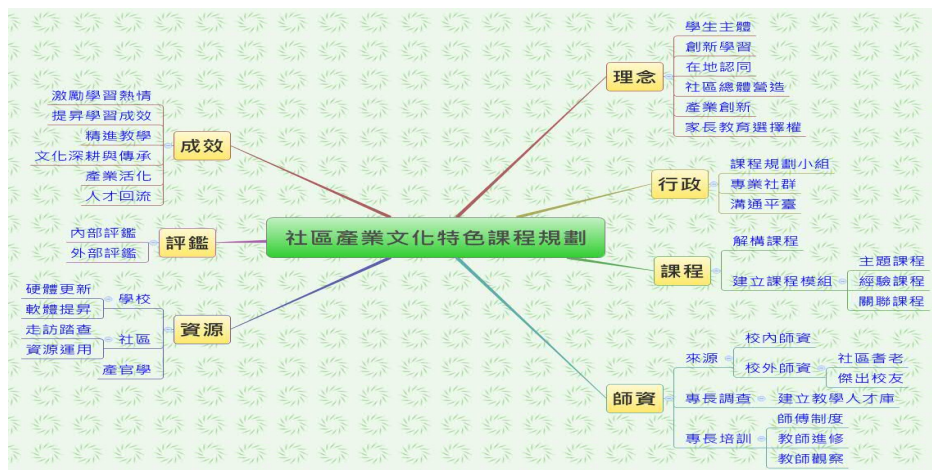 社區產業文化特色課程規劃
理念
學生主體
創新學習
在地認同
社區總體營造
產業創新
家長教育選擇權
行政
課程規劃小組
專業社群
溝通平臺
課程
解構課程
建立課程模組
主題課程
經驗課程
關聯課程
師資
來源
校內師資
校外師資
社區耆老
傑出校友
專長調查
建立教學人才庫
專長培訓
師傅制度
教師進修
教師觀察
成效
激勵學習熱情
提昇學習成效
精進教學
文化深耕與傳承
產業活化
人才回流
評鑑
內部評鑑
外部評鑑
資源
學校
硬體更新
軟體提昇
社區
走訪踏查
資源運用
產官學